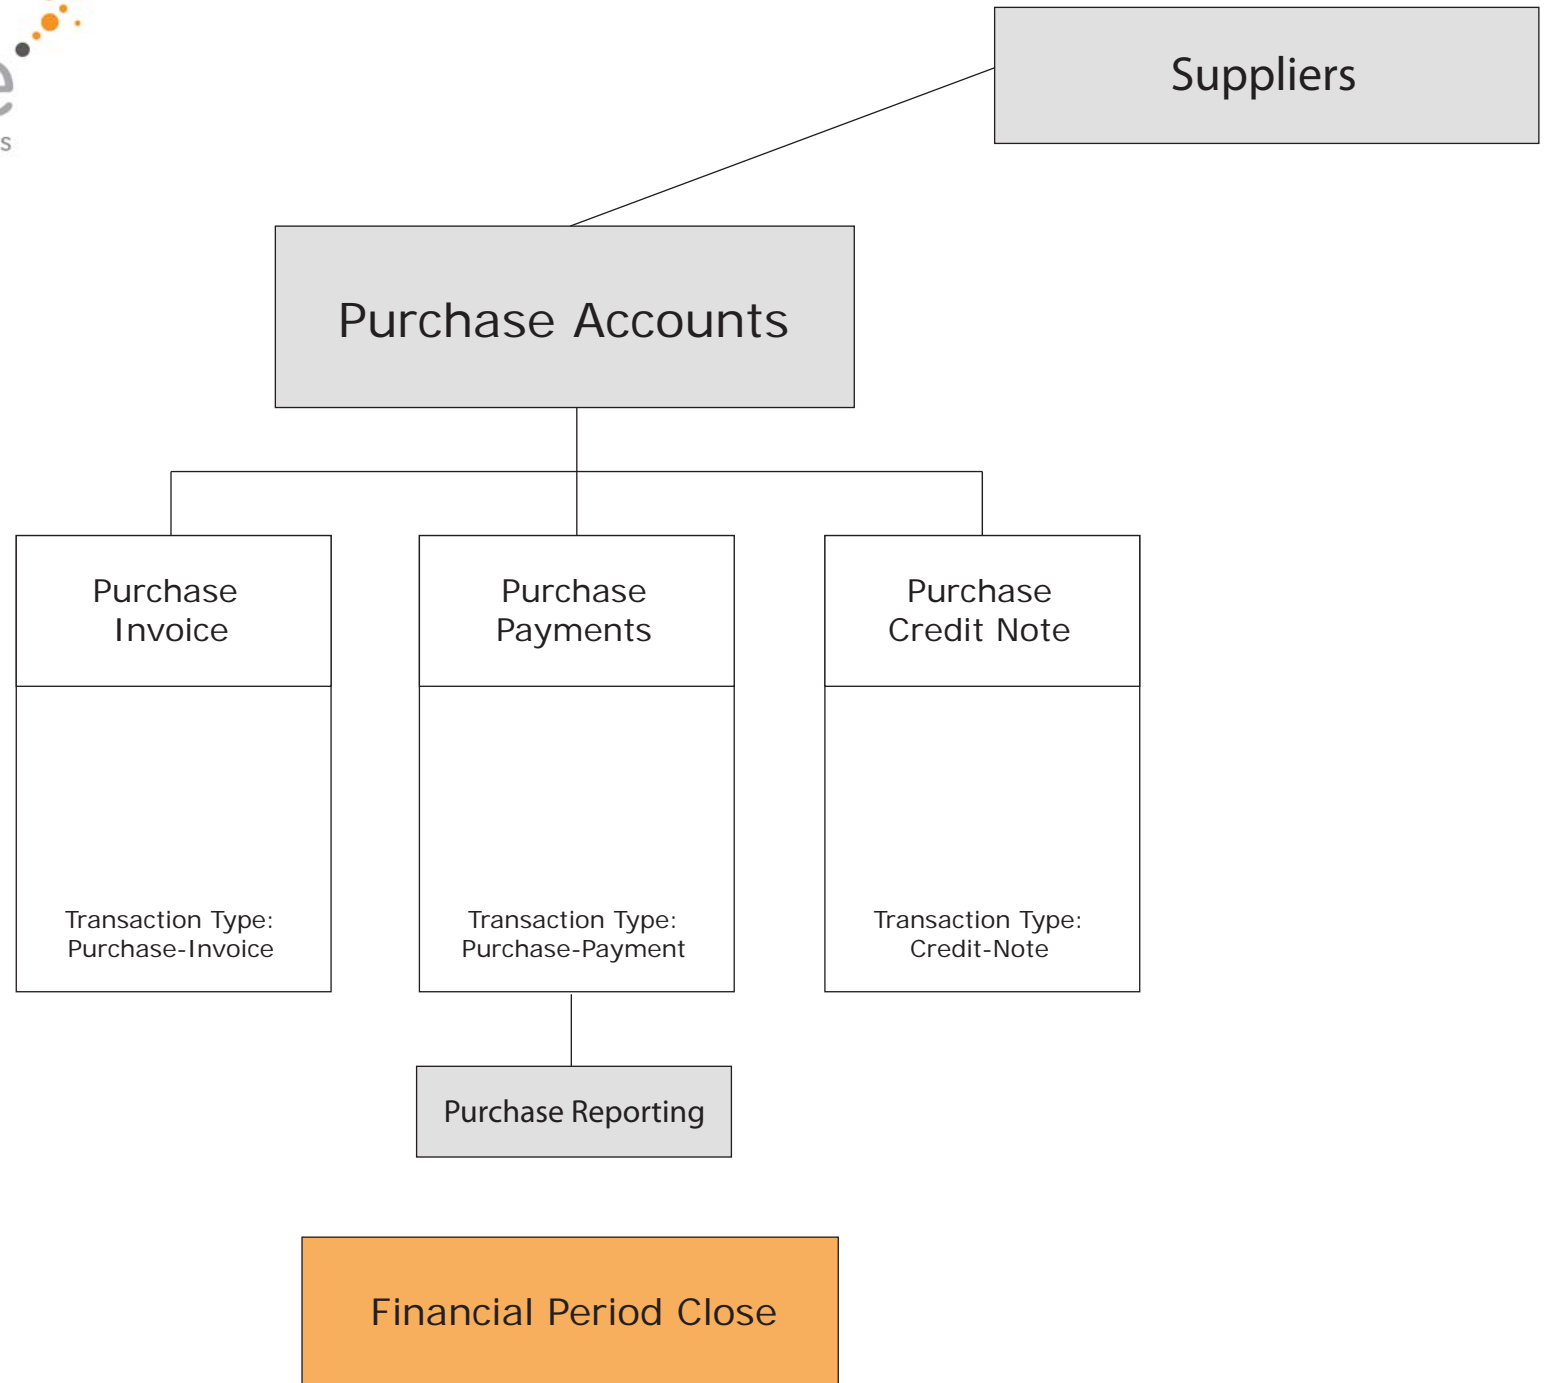 Suppliers
Purchase Accounts
Purchase
Invoice
Purchase
Payments
Purchase
Credit Note
Transaction Type:
Purchase-Invoice
Transaction Type:
Purchase-Payment
Transaction Type:
Credit-Note
Purchase Reporting
Financial Period Close